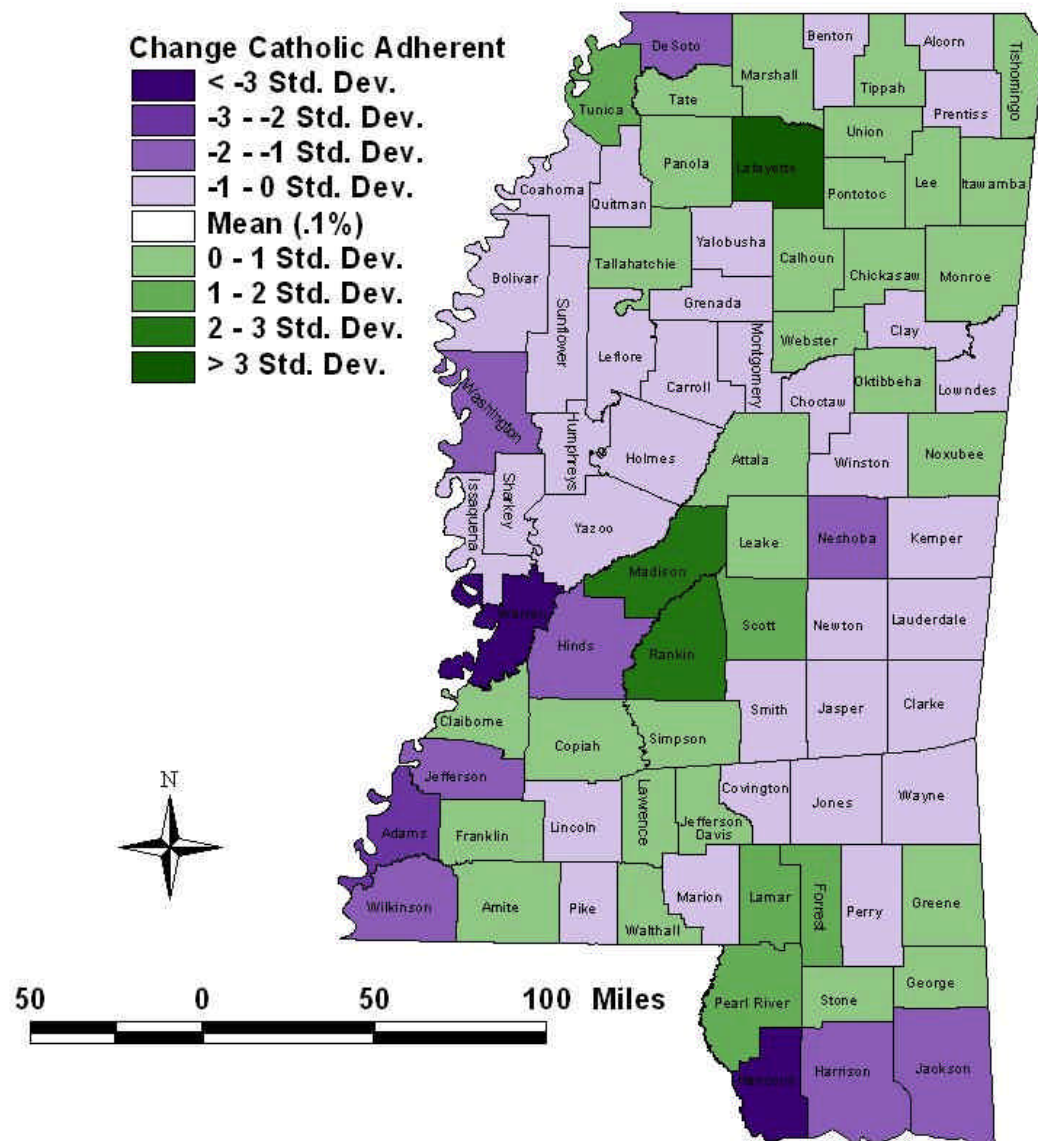 Change Catholic Adherent
< -3 Std. Dev.
-3 - -2 Std. Dev.
-2 - -1 Std. Dev.
-1 - 0 Std. Dev.
Mean (.1%)
0 - 1 Std. Dev.
1 - 2 Std. Dev.
2 - 3 Std. Dev.
> 3 Std. Dev.
DeSoto
Benton
Alcorn
Tishomingo
Marshall
Tippah
Tunica
Tate
Prentiss
Union
Panola
Lafayette
Pontotoc
Lee
Itawamba
Coahoma
Quitman
Yalobusha
Calhoun
Chickasaw
Monroe
Tallahatchie
Bolivar
Sunflower
Grenada
Leflore
Carroll
Montgomery
Webster
Clay
Oktibbeha
Lowndes
Choctaw
Washington
Humphreys
Holmes
Attala
Winston
Noxubee
Issaquena
Sharkey
Yazoo
Leake
Neshoba
Kemper
Madison
Warren
Hinds
Rankin
Scott
Newton
Lauderdale
Claiborne
Copiah
Simpson
Smith
Jasper
Clarke
Jefferson
Lawrence
Jefferson
Davis
Covington
Jones
Wayne
Adams
Franklin
Lincoln
Wilkinson
Amite
Pike
Walthall
Marion
Lamar
Forrest
Perry
Greene
Pearl River
Stone
George
Hancock
Harrison
Jackson
N
50 0 50 100 Miles